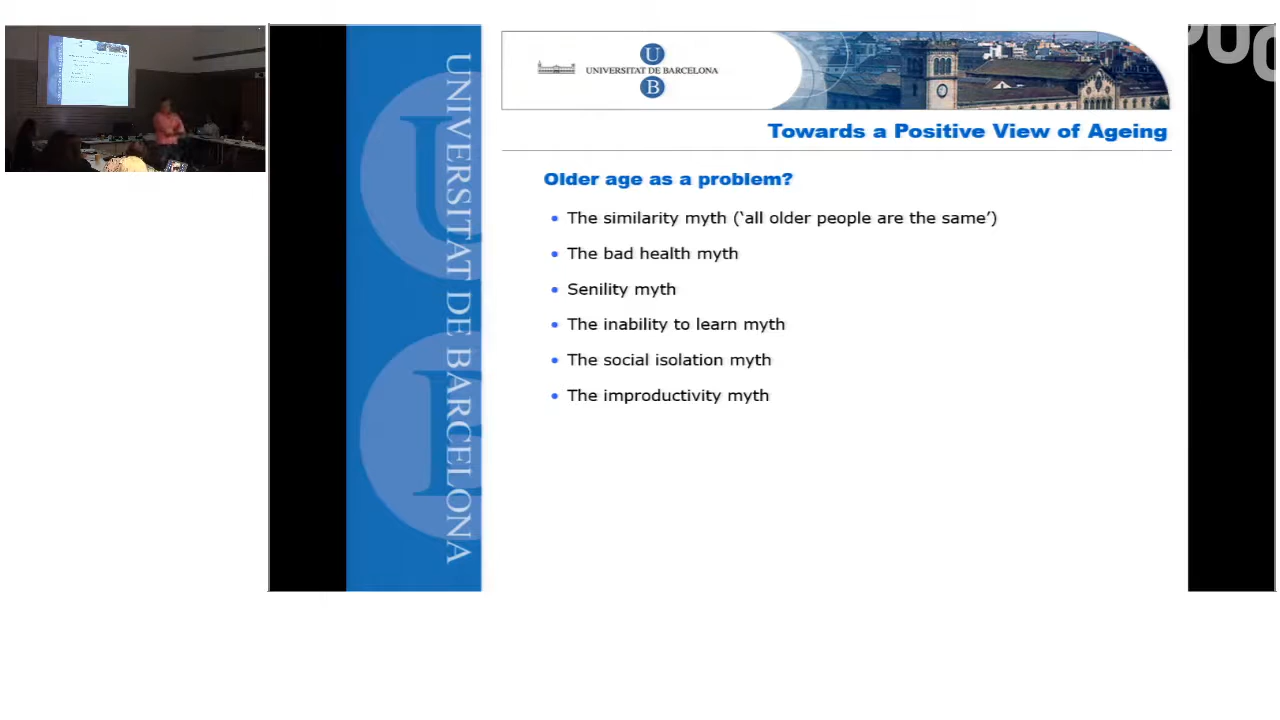 U
UNIVERSITAT DE BARCELONA
B
Towards a Positive View of Ageing
Older age as a problem?
• The similarity myth (‘all older people are the same’)
• The bad health myth
• Senility myth
• The inability to learn myth
• The social isolation myth
• The improductivity myth
UNIVERSITAT DE BARCELONA
U
B